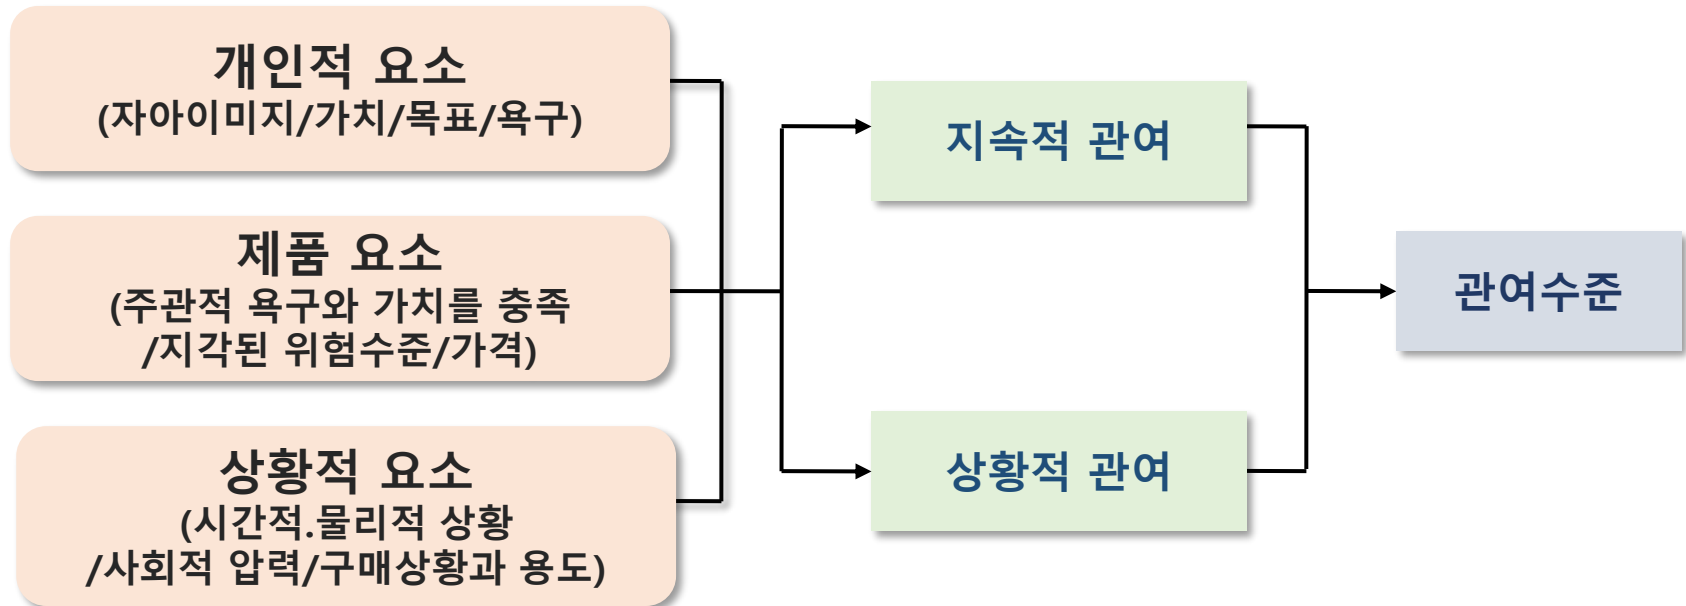 개인적 요소
(자아이미지/가치/목표/욕구)
제품 요소
(주관적 욕구와 가치를 충족
/지각된 위험수준/가격)
상황적 요소
(시간적.물리적 상황
/사회적 압력/구매상황과 용도)
지속적 관여
상황적 관여
관여수준